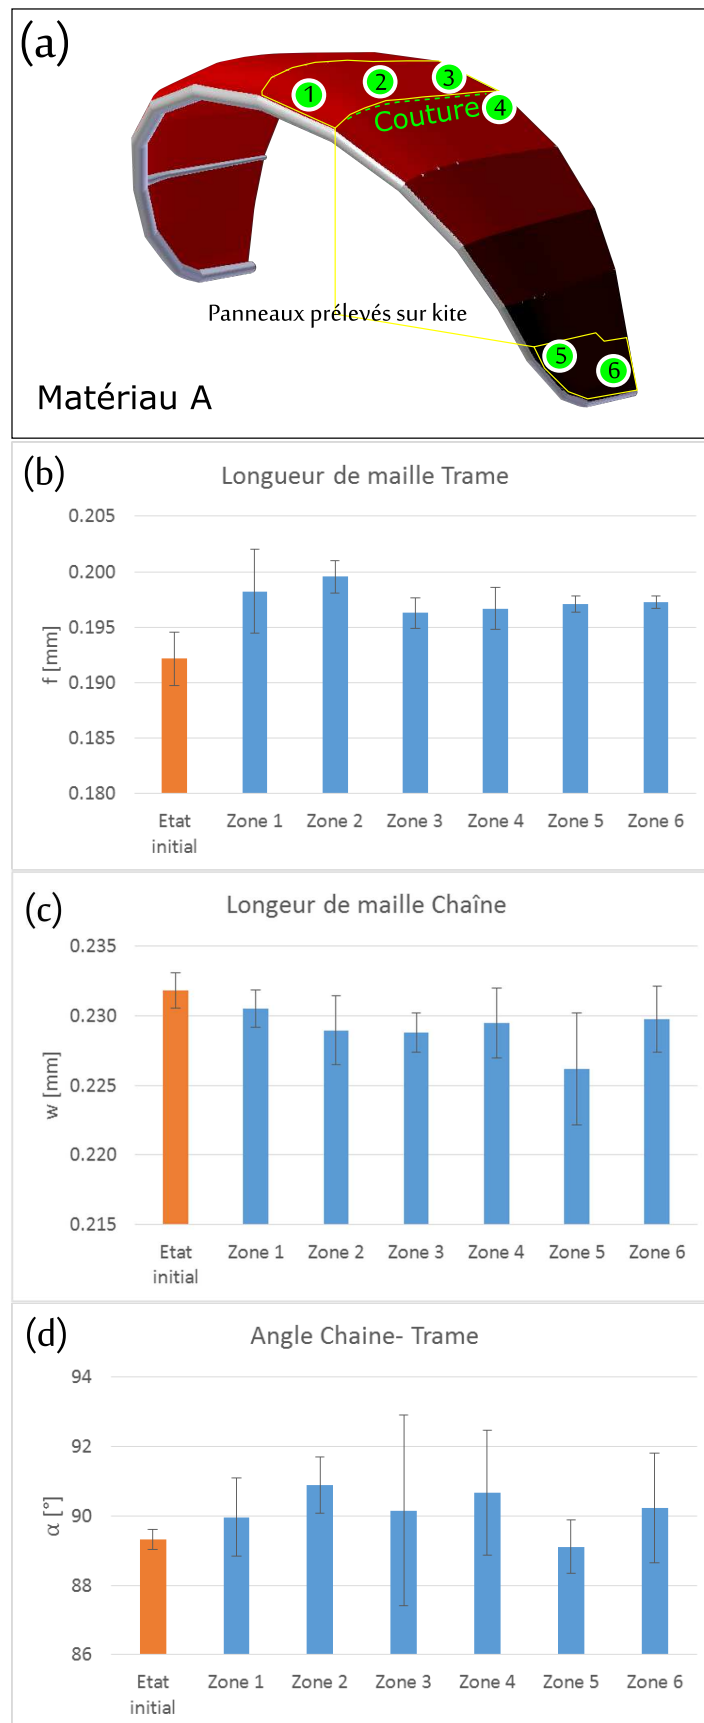 (a)
1
2
3
4
Couture
Panneaux prélevés sur kite
5
6
Matériau A
(b)
Longueur de maille Trame
f [mm]
0.205
0.200
0.195
0.190
0.185
0.180
Etat initial
Zone 1
Zone 2
Zone 3
Zone 4
Zone 5
Zone 6
(c)
Longeur de maille Chaîne
w [mm]
0.235
0.230
0.225
0.220
0.215
Etat initial
Zone 1
Zone 2
Zone 3
Zone 4
Zone 5
Zone 6
(d)
Angle Chaine- Trame
α [°]
94
92
90
88
86
Etat initial
Zone 1
Zone 2
Zone 3
Zone 4
Zone 5
Zone 6